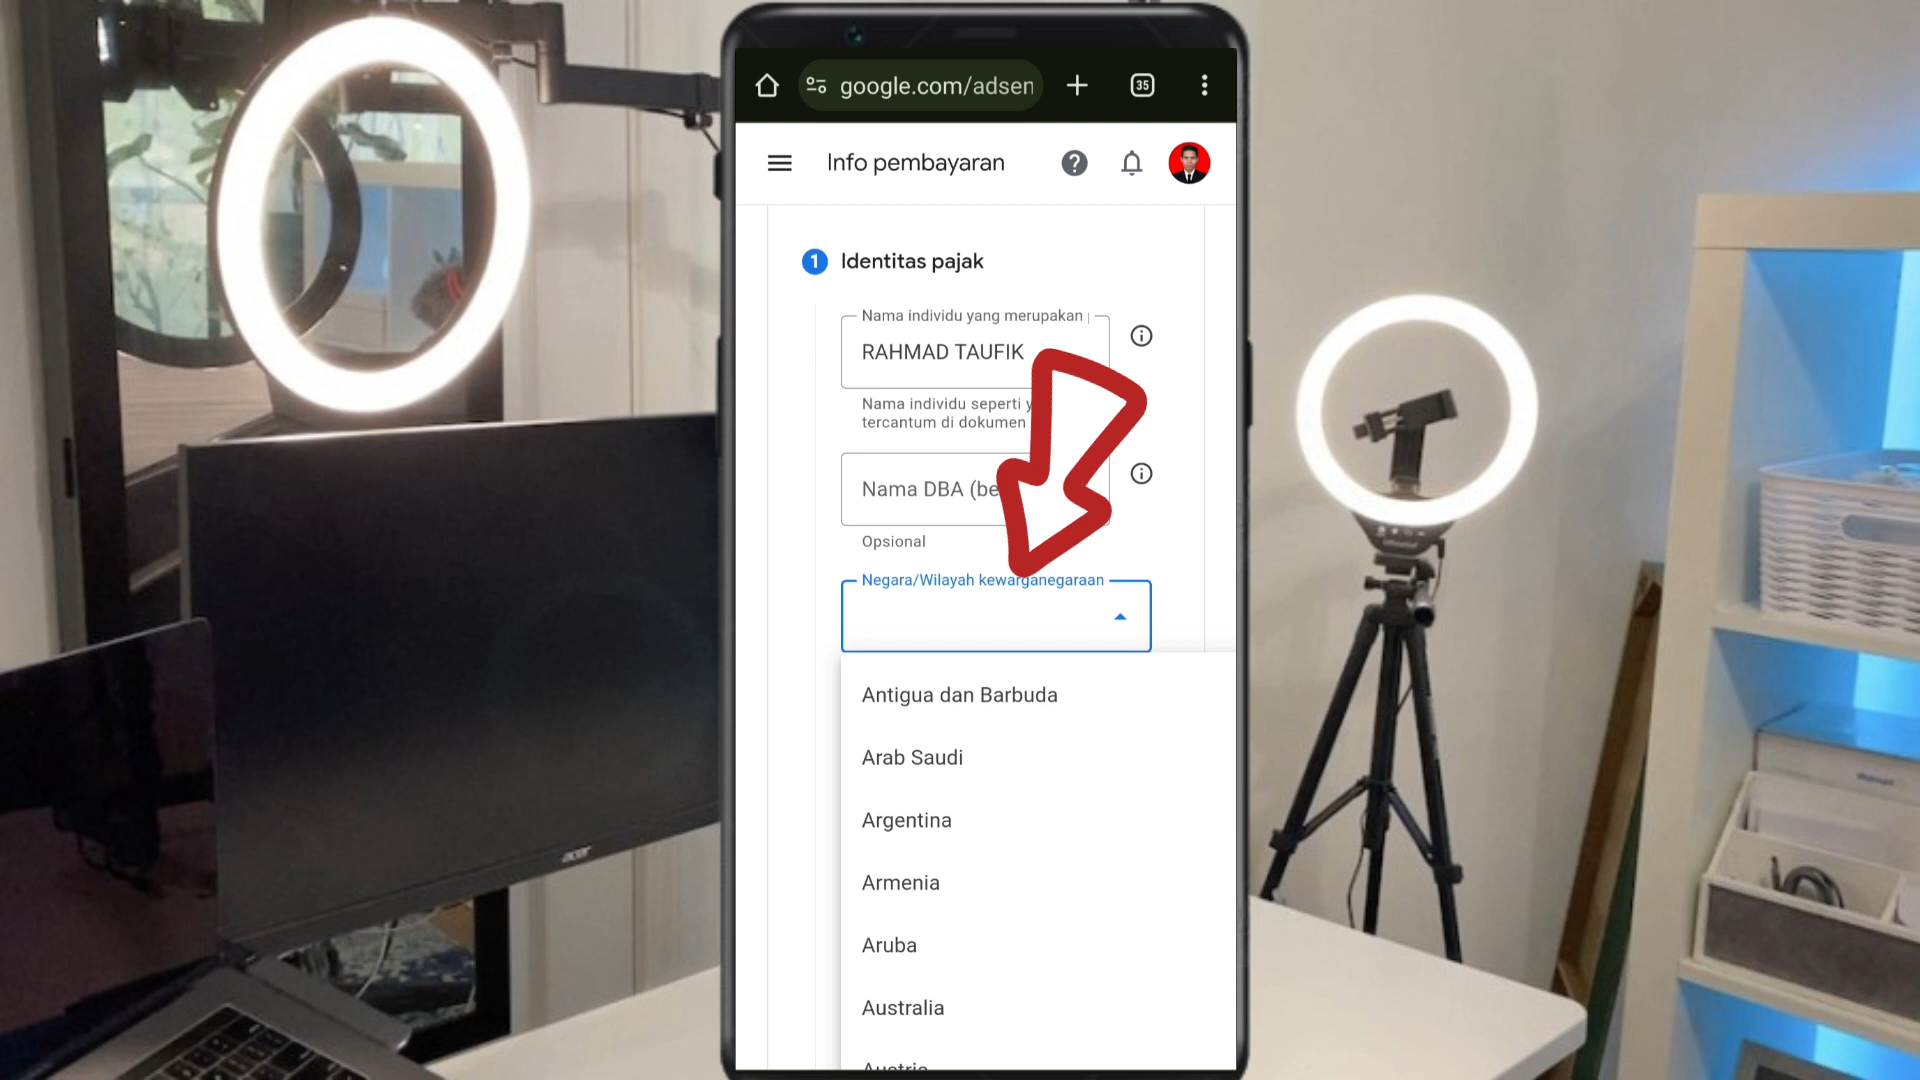 google.com/adsen
35
Info pembayaran
1 Identitas pajak
Nama individu yang merupakan
RAHMAD TAUFIK
Nama individu seperti y
tercantum di dokumen
Nama DBA (be
Opsional
Negara/Wilayah kewarganegaraan
Antigua dan Barbuda
Arab Saudi
Argentina
Armenia
Aruba
Australia
Austria
acer